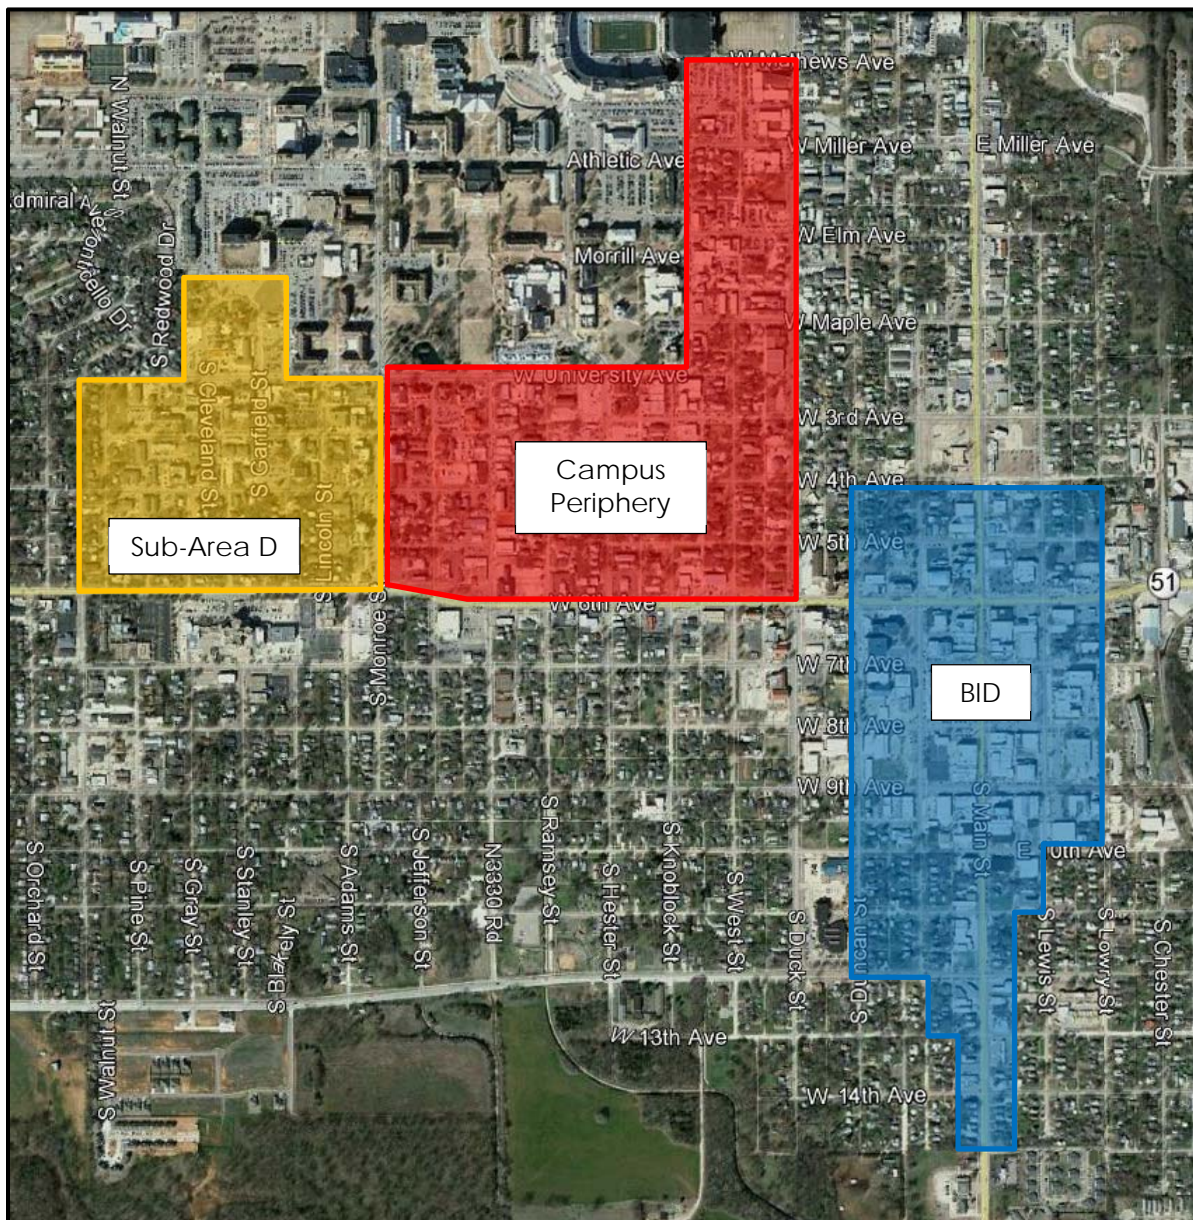 W Mathews Ave
N Walnut St
W Miller Ave
E Miller Ave
Athletic Ave
Admiral Ave
Monticello Dr
S Redwood Dr
W Elm Ave
Morrill Ave
W Maple Ave
W University Ave
S Cleveland St
S Garfield St
W 3rd Ave
Campus
Periphery
W 4th Ave
S Lincoln St
Sub-Area D
W 5th Ave
51
W 6th Ave
S Monroe S
W 7th Ave
BID
W 8th Ave
W 9th Ave
S Main St
E
0th Ave
S Orchard St
S Pine St
S Gray St
S Stanley St
S Blakely St
S Adams St
S Jefferson St
N3330 Rd
S Ramsey St
S Hester St
S Knoblock St
S West St
S Duck St
S Duncan St
S Lewis St
S Lowry St
S Chester St
S Walnut St
W 13th Ave
W 14th Ave